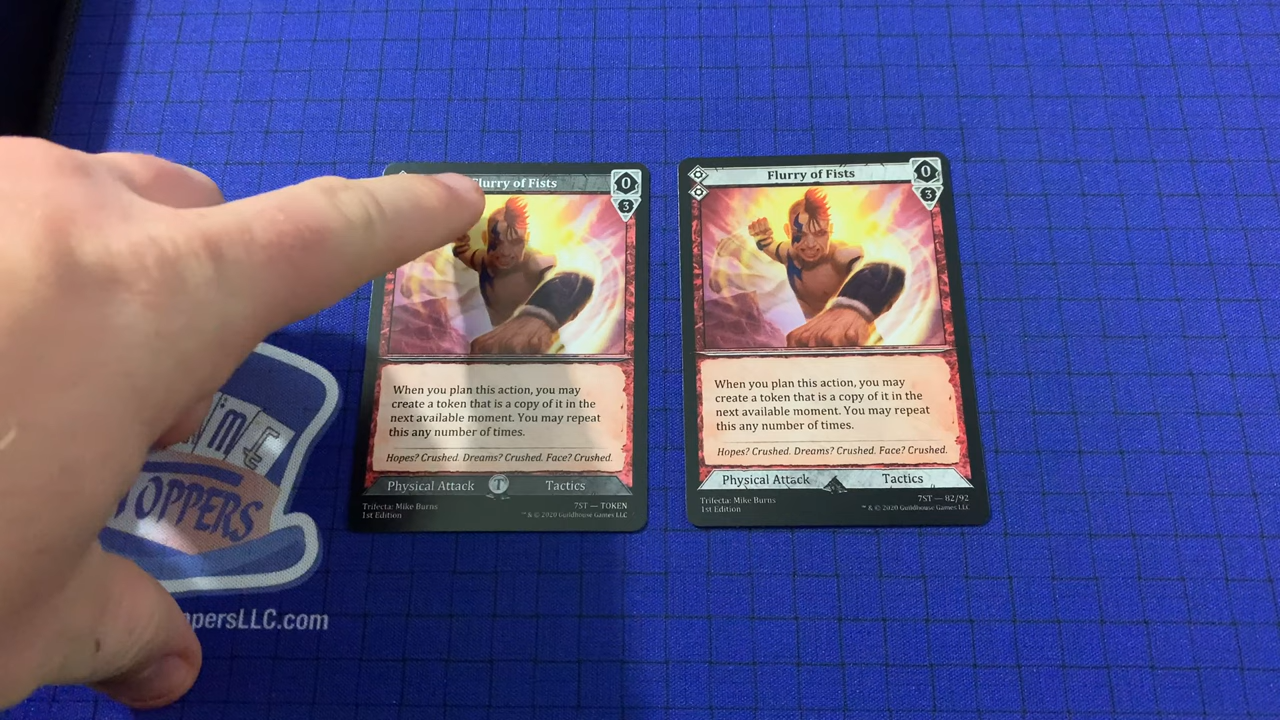 Flurry of Fists
0
3
When you plan this action, you may
create a token that is a copy of it in the
next available moment. You may repeat
this any number of times.
Hopes? Crushed. Dreams? Crushed. Face? Crushed.
Physical Attack T Tactics
Trifecta: Mike Burns 7ST — TOKEN
1st Edition ™ & © 2020 Guildhouse Games LLC
Flurry of Fists
0
3
When you plan this action, you may
create a token that is a copy of it in the
next available moment. You may repeat
this any number of times.
Hopes? Crushed. Dreams? Crushed. Face? Crushed.
Physical Attack Tactics
Trifecta: Mike Burns 7ST — 82/92
1st Edition ™ & © 2020 Guildhouse Games LLC
TOPPERS
ppersLLC.com